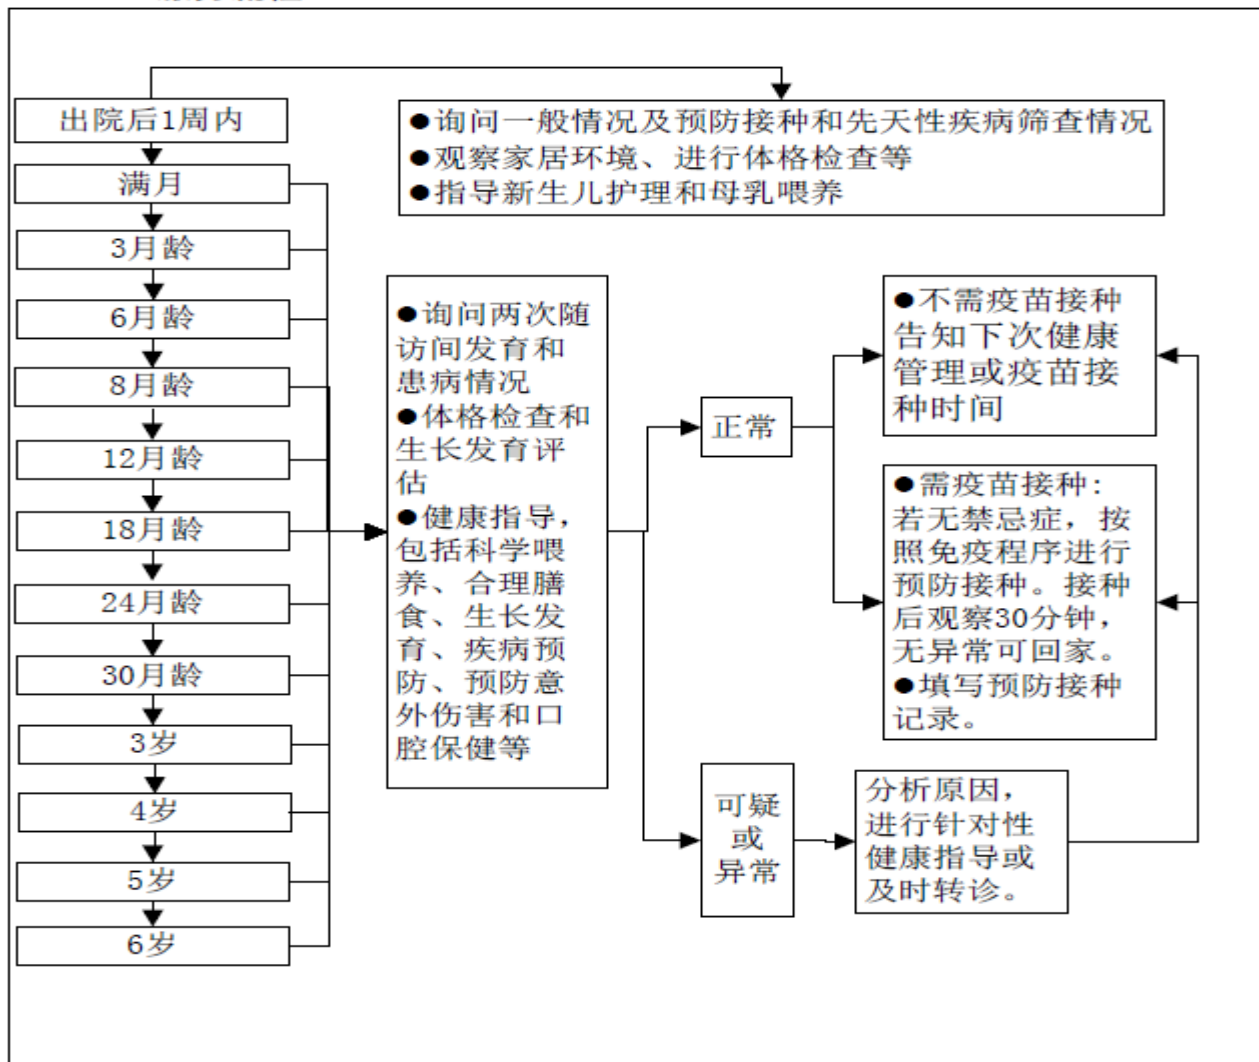 出院后1周内
满月
3月龄
6月龄
8月龄
12月龄
18月龄
24月龄
30月龄
3岁
4岁
5岁
6岁
●询问一般情况及预防接种和先天性疾病筛查情况
●观察家居环境、进行体格检查等
●指导新生儿护理和母乳喂养
●询问两次随
访间发育和
患病情况
●体格检查和
生长发育评
估
●健康指导，
包括科学喂
养、合理膳
食、生长发
育、疾病预
防、预防意
外伤害和口
腔保健等
正常
可疑
或
异常
●不需疫苗接种
告知下次健康
管理或疫苗接
种时间
●需疫苗接种：
若无禁忌症，按
照免疫程序进行
预防接种。接种
后观察30分钟，
无异常可回家。
●填写预防接种
记录。
分析原因，
进行针对性
健康指导或
及时转诊。